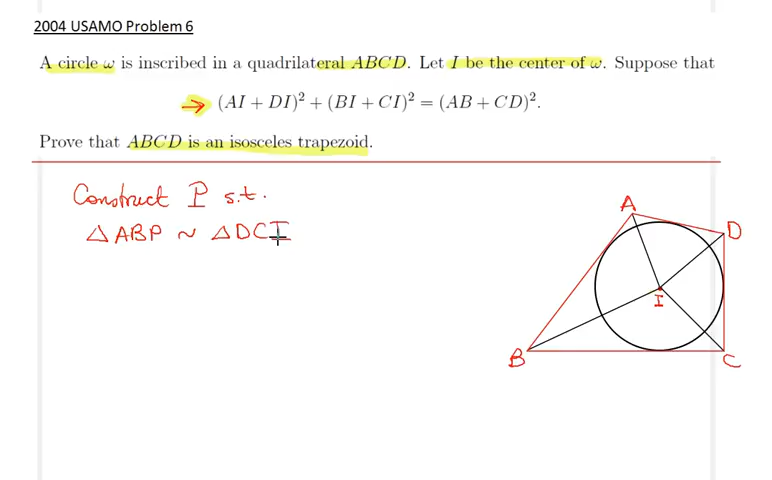 2004 USAMO Problem 6
A circle ω is inscribed in a quadrilateral ABCD. Let I be the center of ω. Suppose that
→ (AI + DI)² + (BI + CI)² = (AB + CD)².
Prove that ABCD is an isosceles trapezoid.
Construct P s.t.
△ABP ~ △DCI
A
D
I
B
C